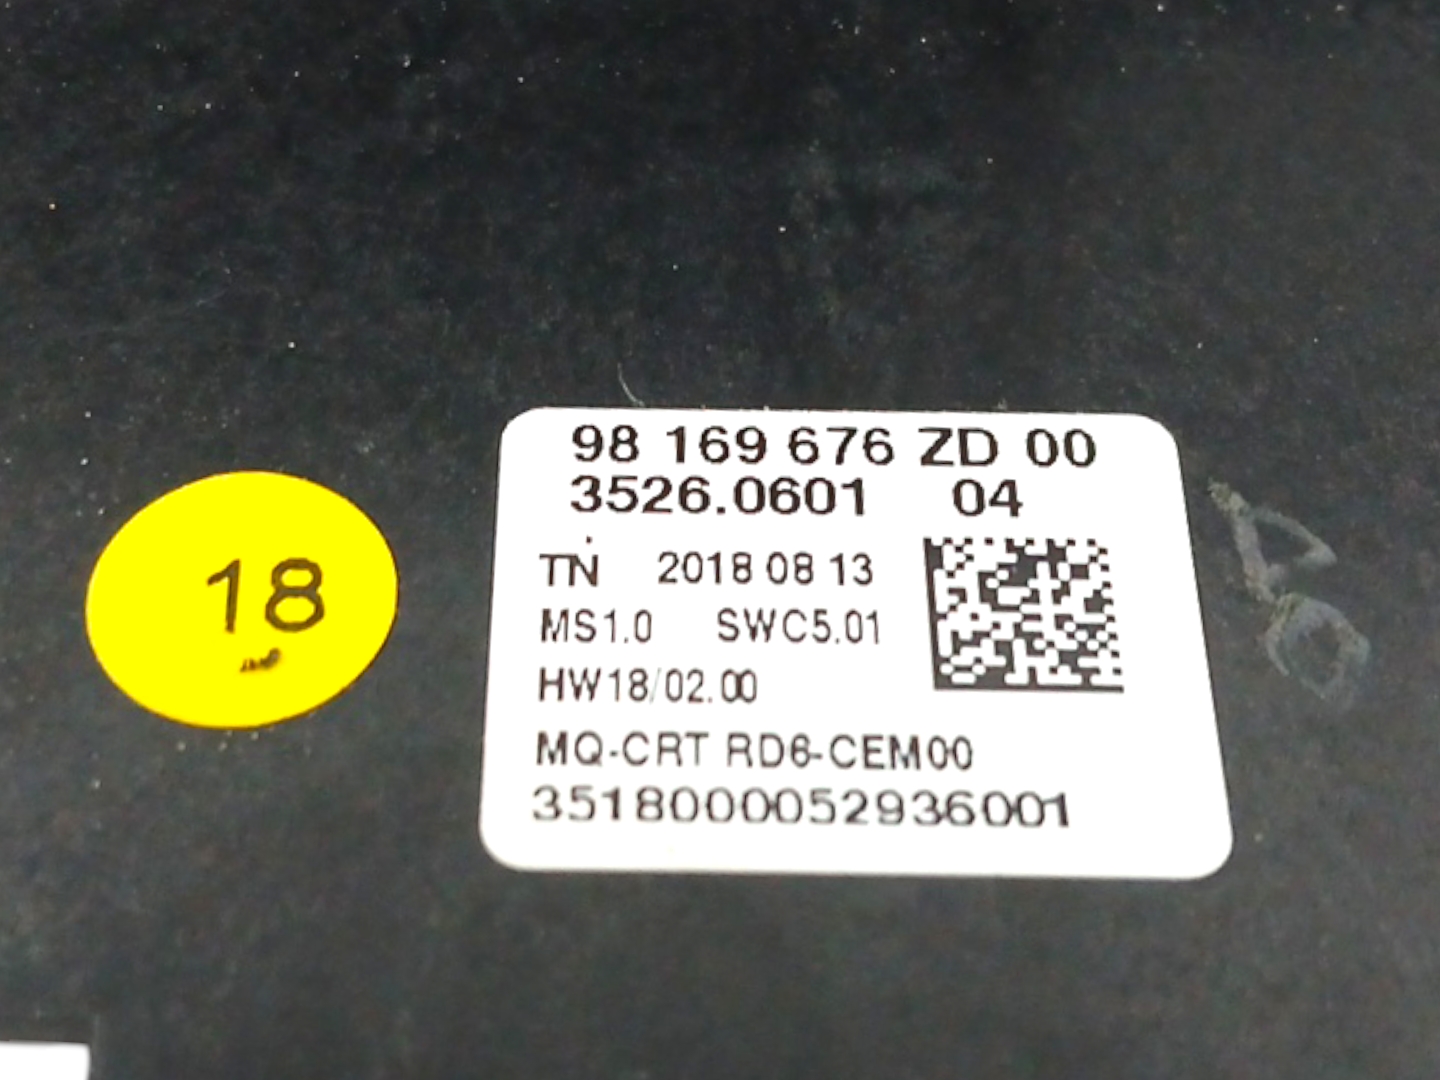 98 169 676 ZD 00
3526.0601 04
TN 2018 08 13
MS1.0 SWC5.01
HW18/02.00
MQ-CRT RD6-CEM00
3518000052936001
18